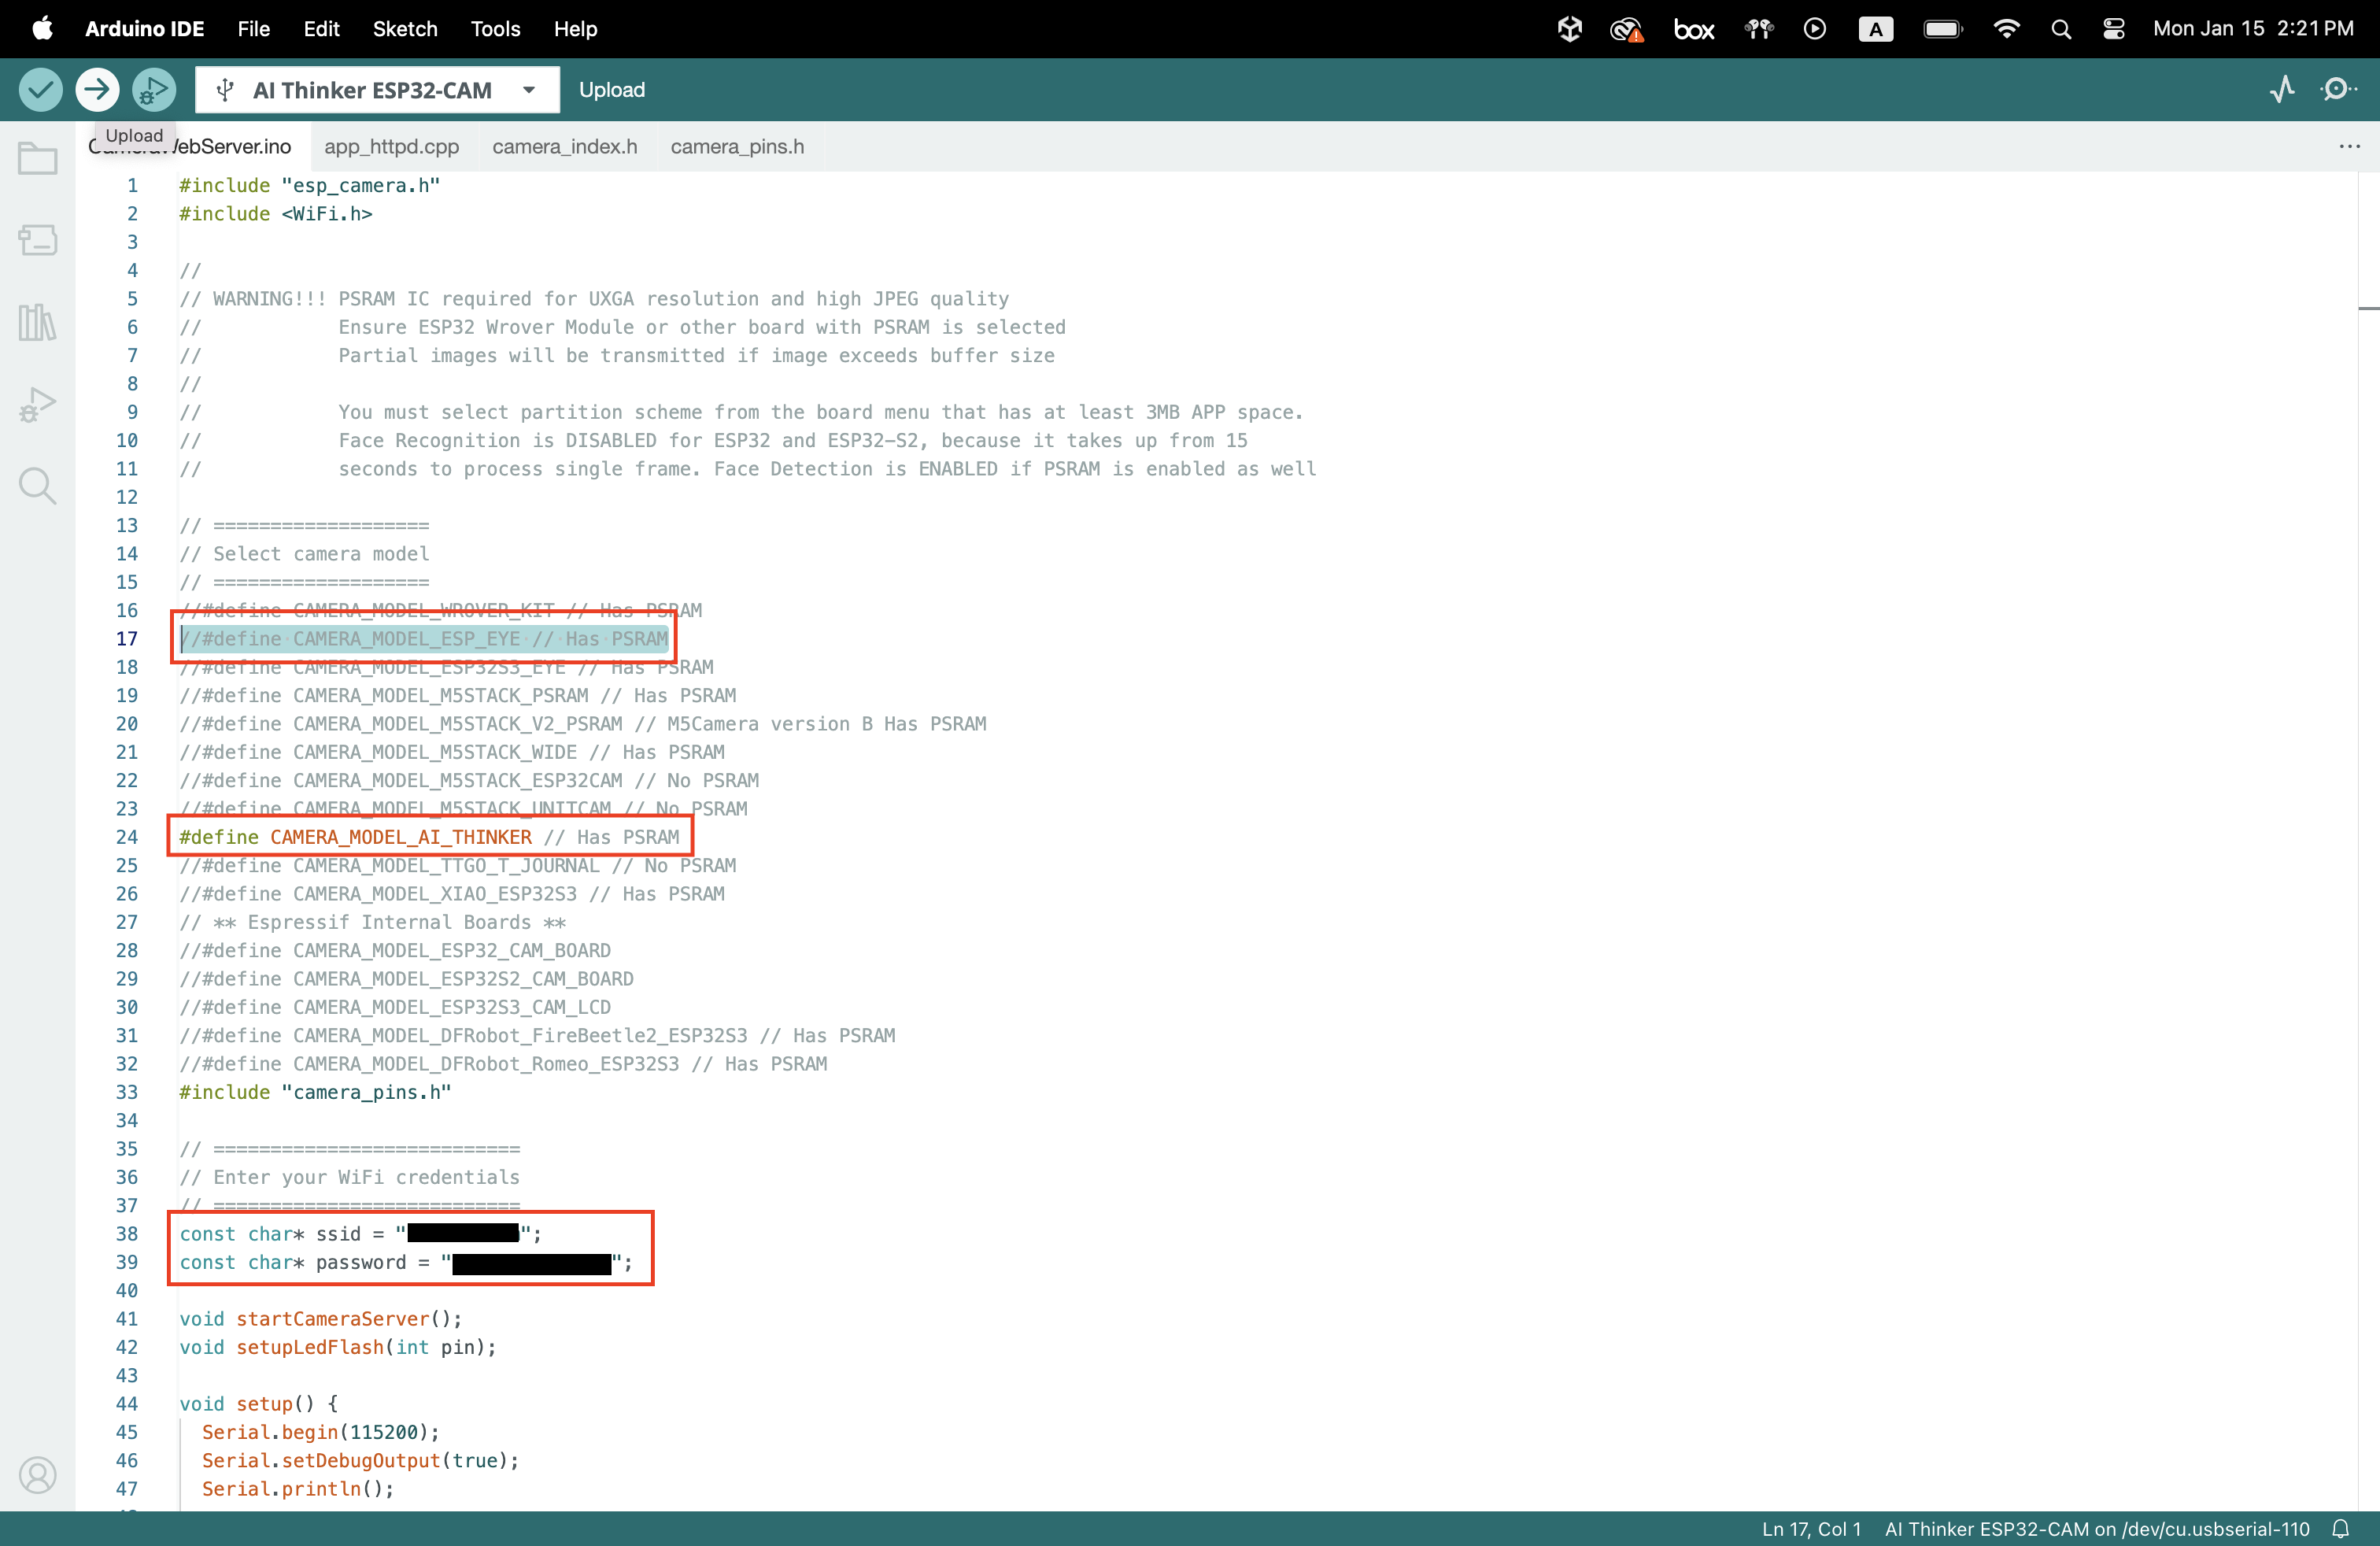 Arduino IDE File Edit Sketch Tools Help box A Mon Jan 15 2:21 PM
AI Thinker ESP32-CAM Upload
Upload
CameraWebServer.ino app_httpd.cpp camera_index.h camera_pins.h ...
1 #include "esp_camera.h"
2 #include <WiFi.h>
3
4 //
5 // WARNING!!! PSRAM IC required for UXGA resolution and high JPEG quality
6 // Ensure ESP32 Wrover Module or other board with PSRAM is selected
7 // Partial images will be transmitted if image exceeds buffer size
8 //
9 // You must select partition scheme from the board menu that has at least 3MB APP space.
10 // Face Recognition is DISABLED for ESP32 and ESP32-S2, because it takes up from 15
11 // seconds to process single frame. Face Detection is ENABLED if PSRAM is enabled as well
12
13 // ===================
14 // Select camera model
15 // ===================
16 //#define CAMERA_MODEL_WROVER_KIT // Has PSRAM
17 //#define CAMERA_MODEL_ESP_EYE // Has PSRAM
18 //#define CAMERA_MODEL_ESP32S3_EYE // Has PSRAM
19 //#define CAMERA_MODEL_M5STACK_PSRAM // Has PSRAM
20 //#define CAMERA_MODEL_M5STACK_V2_PSRAM // M5Camera version B Has PSRAM
21 //#define CAMERA_MODEL_M5STACK_WIDE // Has PSRAM
22 //#define CAMERA_MODEL_M5STACK_ESP32CAM // No PSRAM
23 //#define CAMERA_MODEL_M5STACK_UNITCAM // No PSRAM
24 #define CAMERA_MODEL_AI_THINKER // Has PSRAM
25 //#define CAMERA_MODEL_TTGO_T_JOURNAL // No PSRAM
26 //#define CAMERA_MODEL_XIAO_ESP32S3 // Has PSRAM
27 // ** Espressif Internal Boards **
28 //#define CAMERA_MODEL_ESP32_CAM_BOARD
29 //#define CAMERA_MODEL_ESP32S2_CAM_BOARD
30 //#define CAMERA_MODEL_ESP32S3_CAM_LCD
31 //#define CAMERA_MODEL_DFRobot_FireBeetle2_ESP32S3 // Has PSRAM
32 //#define CAMERA_MODEL_DFRobot_Romeo_ESP32S3 // Has PSRAM
33 #include "camera_pins.h"
34
35 // ===========================
36 // Enter your WiFi credentials
37 // ===========================
38 const char* ssid = "";
39 const char* password = "";
40
41 void startCameraServer();
42 void setupLedFlash(int pin);
43
44 void setup() {
45 Serial.begin(115200);
46 Serial.setDebugOutput(true);
47 Serial.println();
Ln 17, Col 1 AI Thinker ESP32-CAM on /dev/cu.usbserial-110